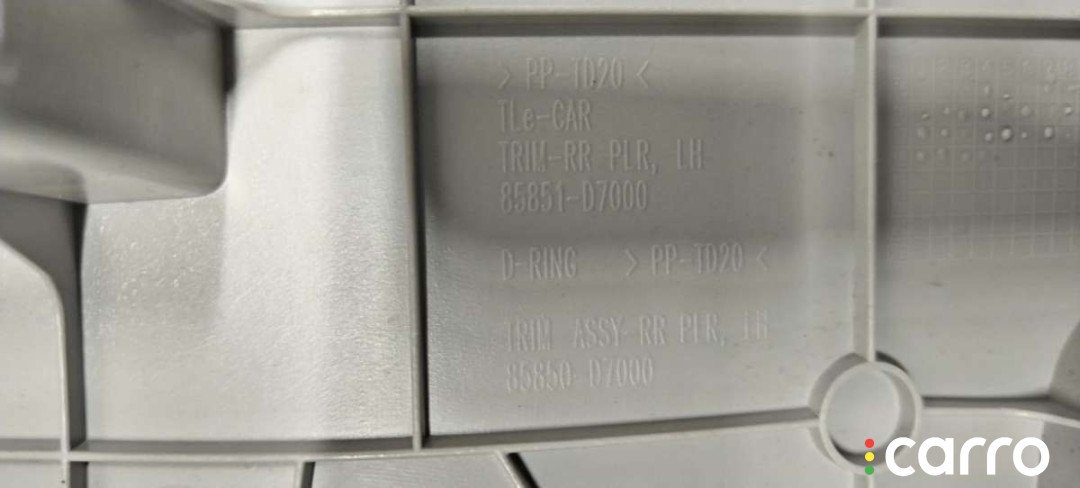 > PP-TD20 <
TLe-CAR
TRIM-RR PLR, LH
85851-D7000
D-RING > PP-TD20 <
TRIM ASSY-RR PLR, LH
85850-D7000
carro